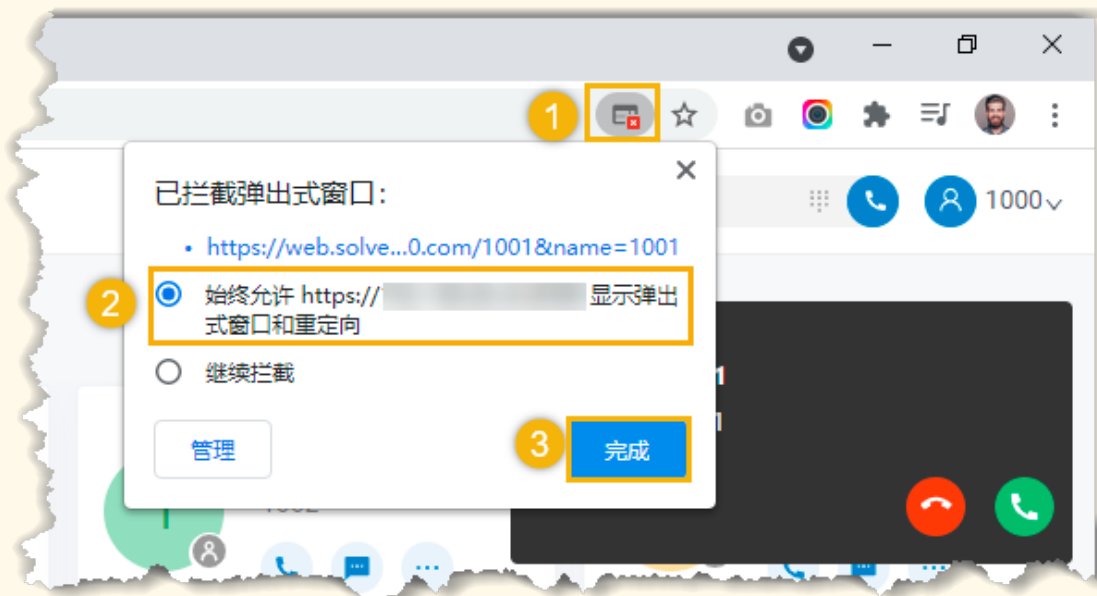 1
已拦截弹出式窗口：
• https://web.solve...0.com/1001&name=1001
1000
2
始终允许 https:// 显示弹出
式窗口和重定向
继续拦截
1
1
管理
3
完成